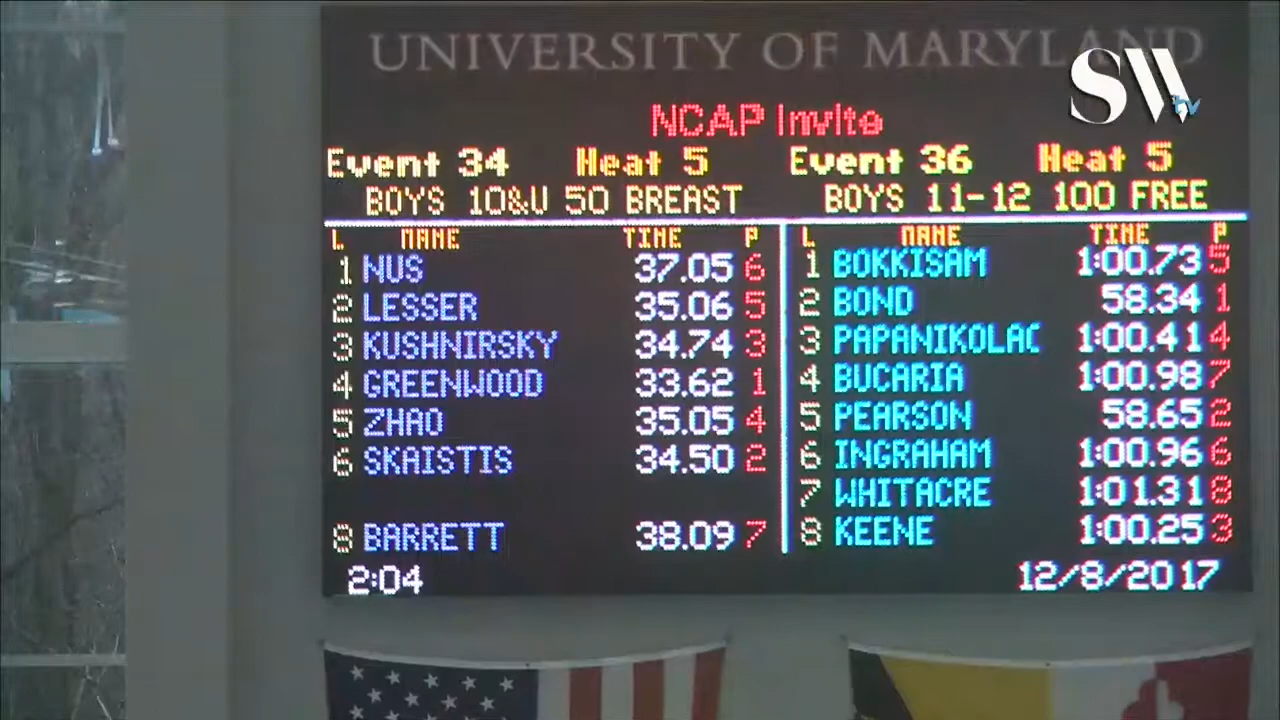 UNIVERSITY OF MARYLAND
SW tv
NCAP Invite
Event 34 Heat 5 Event 36 Heat 5
BOYS 10&U 50 BREAST BOYS 11-12 100 FREE
L NAME TIME P L NAME TIME P
1 NUS 37.05 6 1 BOKKISAM 1:00.73 5
2 LESSER 35.06 5 2 BOND 58.34 1
3 KUSHNIRSKY 34.74 3 3 PAPANIKOLAO 1:00.41 4
4 GREENWOOD 33.62 1 4 BUCARIA 1:00.98 7
5 ZHAO 35.05 4 5 PEARSON 58.65 2
6 SKAISTIS 34.50 2 6 INGRAHAM 1:00.96 6
7 WHITACRE 1:01.31 8
8 BARRETT 38.09 7 8 KEENE 1:00.25 3
2:04 12/8/2017